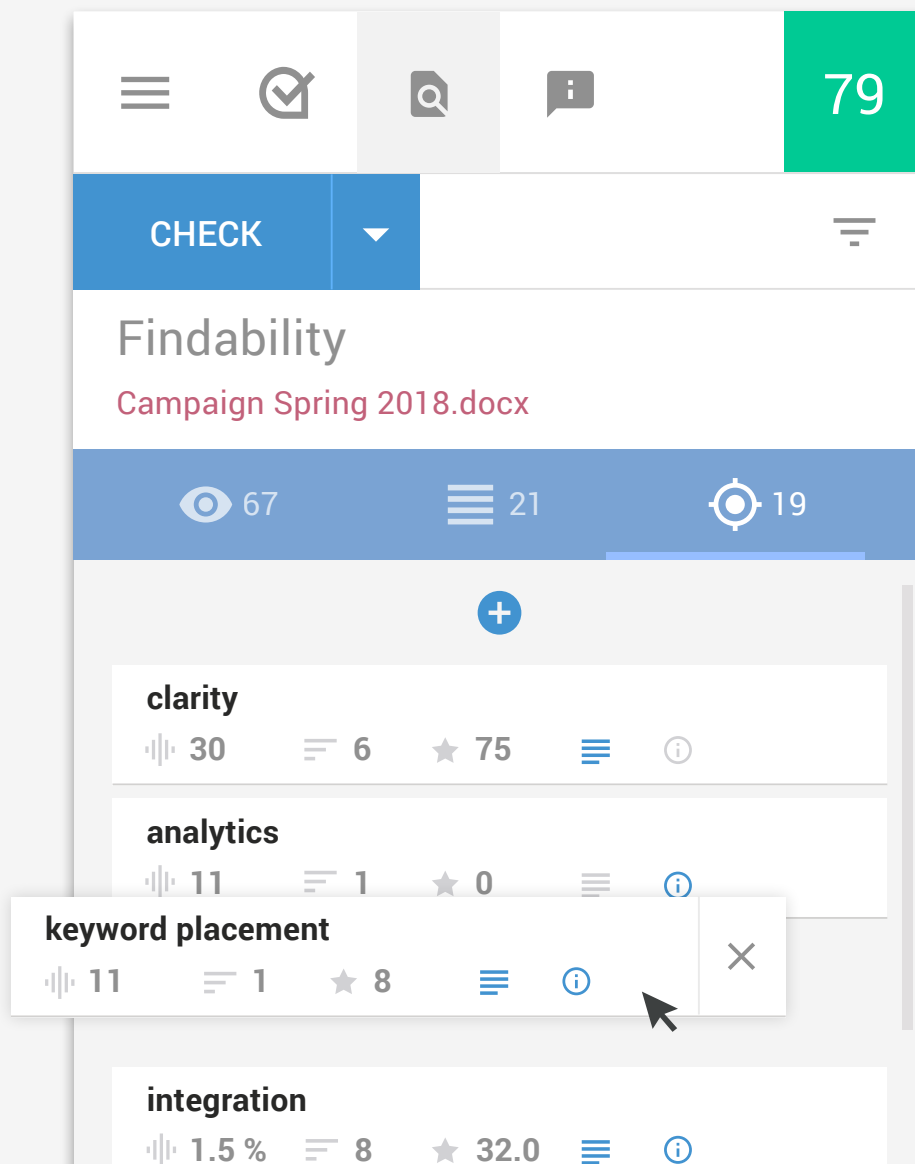 79
CHECK
Findability
Campaign Spring 2018.docx
67 21 19
clarity
30 6 75
analytics
11 1 0
keyword placement
11 1 8
integration
1.5 % 8 32.0